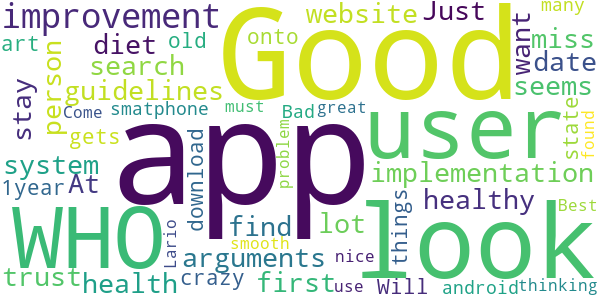 improvement Good website Just many
art diet old onto want miss
person search date
stay guidelines user seems
Come smatphone must Bad great state
gets problem found
system app implementation
1year At download healthy
WHO find lot look things Best
trust Lario smooth arguments nice
health crazy first use Will android thinking